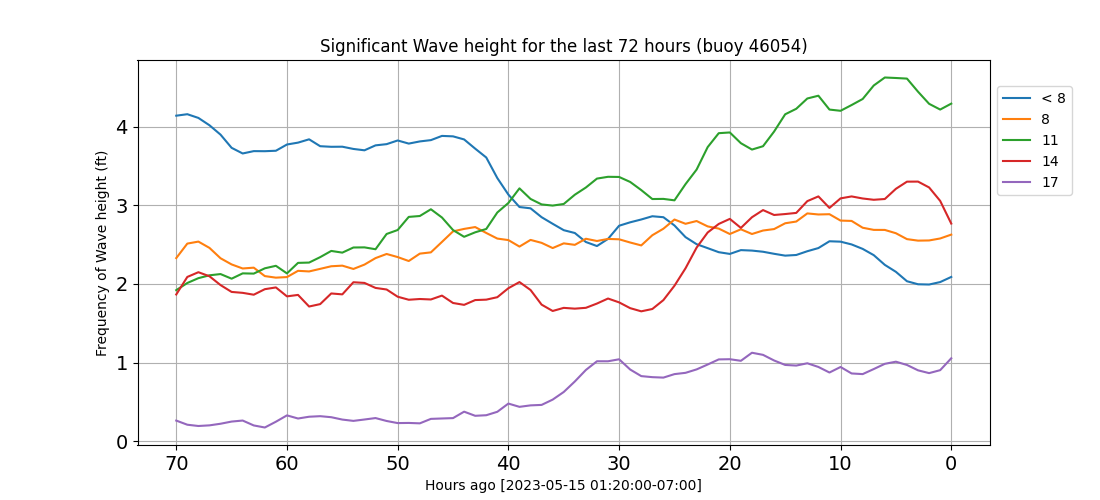 Significant Wave height for the last 72 hours (buoy 46054)
Frequency of Wave height (ft)
4
3
2
1
0
70 60 50 40 30 20 10 0
Hours ago [2023-05-15 01:20:00-07:00]
< 8
8
11
14
17